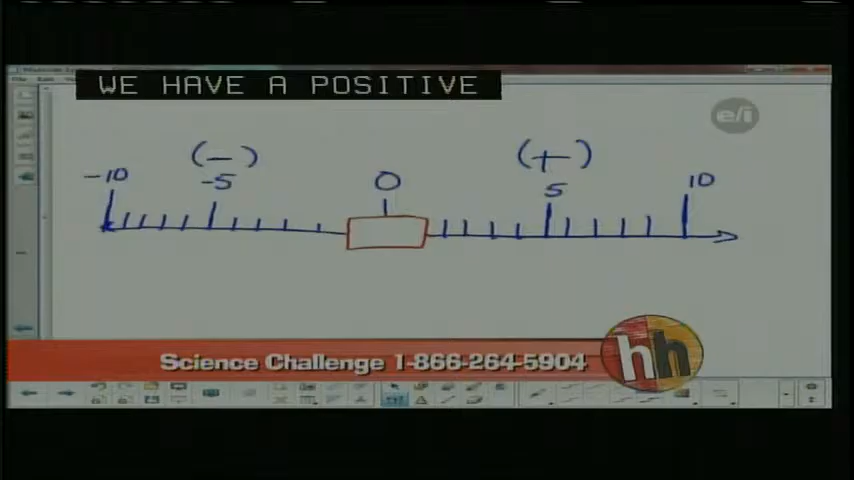 WE HAVE A POSITIVE
e/i
(-)
(+)
-10
-5
0
5
10
Science Challenge 1-866-264-5904
hh